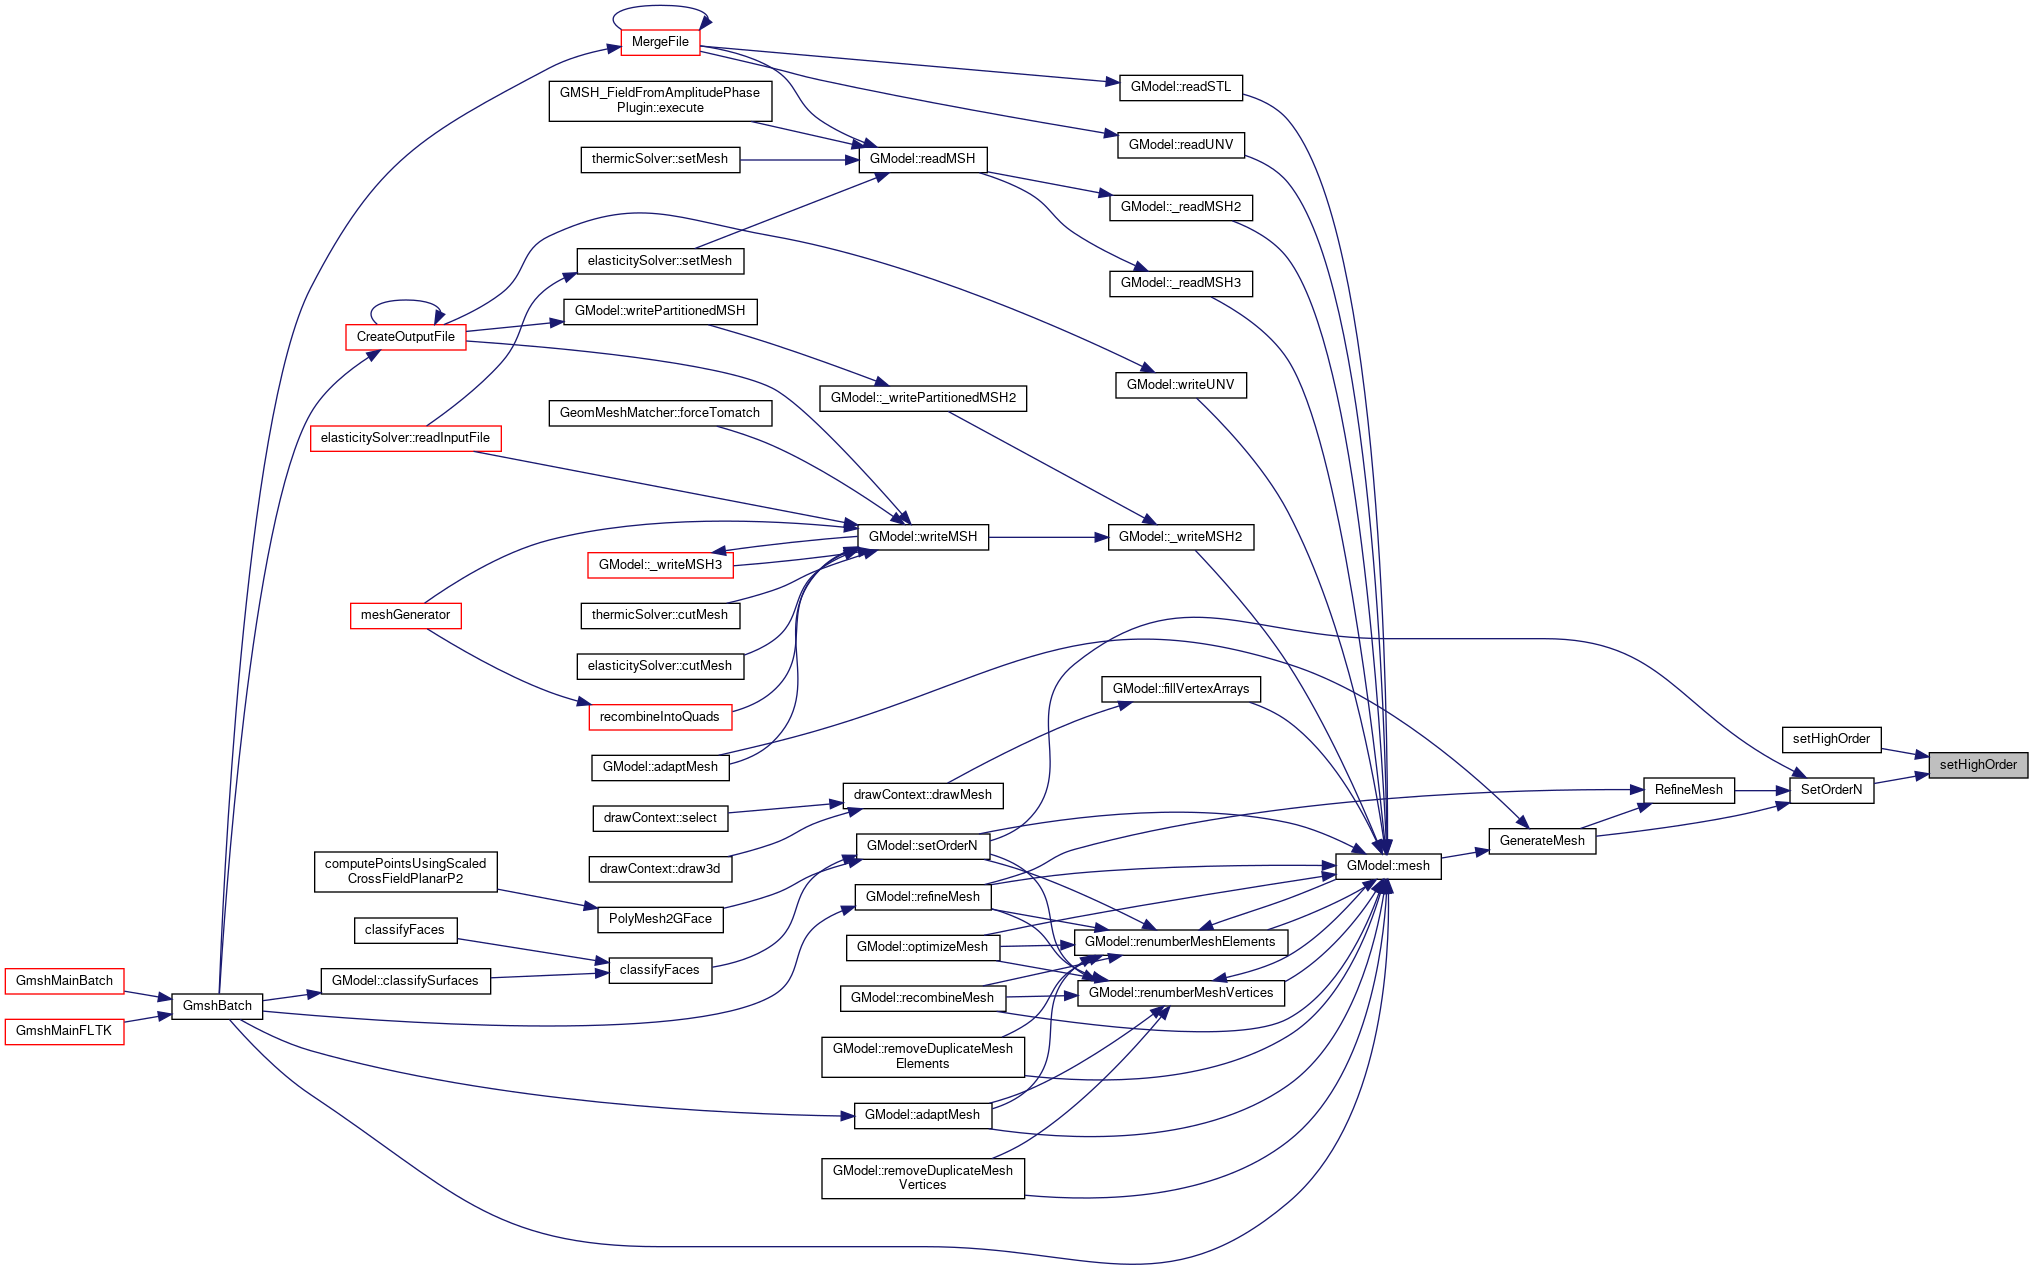 MergeFile
GModel::readSTL
GMSH_FieldFromAmplitudePhase
Plugin::execute
GModel::readUNV
thermicSolver::setMesh
GModel::readMSH
GModel::_readMSH2
elasticitySolver::setMesh
GModel::_readMSH3
GModel::writePartitionedMSH
CreateOutputFile
GModel::writeUNV
GModel::_writePartitionedMSH2
GeomMeshMatcher::forceTomatch
elasticitySolver::readInputFile
GModel::writeMSH
GModel::_writeMSH2
GModel::_writeMSH3
thermicSolver::cutMesh
meshGenerator
elasticitySolver::cutMesh
GModel::fillVertexArrays
recombineIntoQuads
setHighOrder
GModel::adaptMesh
setHighOrder
drawContext::drawMesh
RefineMesh
SetOrderN
drawContext::select
GModel::setOrderN
GenerateMesh
drawContext::draw3d
computePointsUsingScaled
CrossFieldPlanarP2
GModel::mesh
GModel::refineMesh
PolyMesh2GFace
classifyFaces
GModel::optimizeMesh
GModel::renumberMeshElements
classifyFaces
GmshMainBatch
GModel::classifySurfaces
GModel::recombineMesh
GModel::renumberMeshVertices
GmshBatch
GmshMainFLTK
GModel::removeDuplicateMesh
Elements
GModel::adaptMesh
GModel::removeDuplicateMesh
Vertices